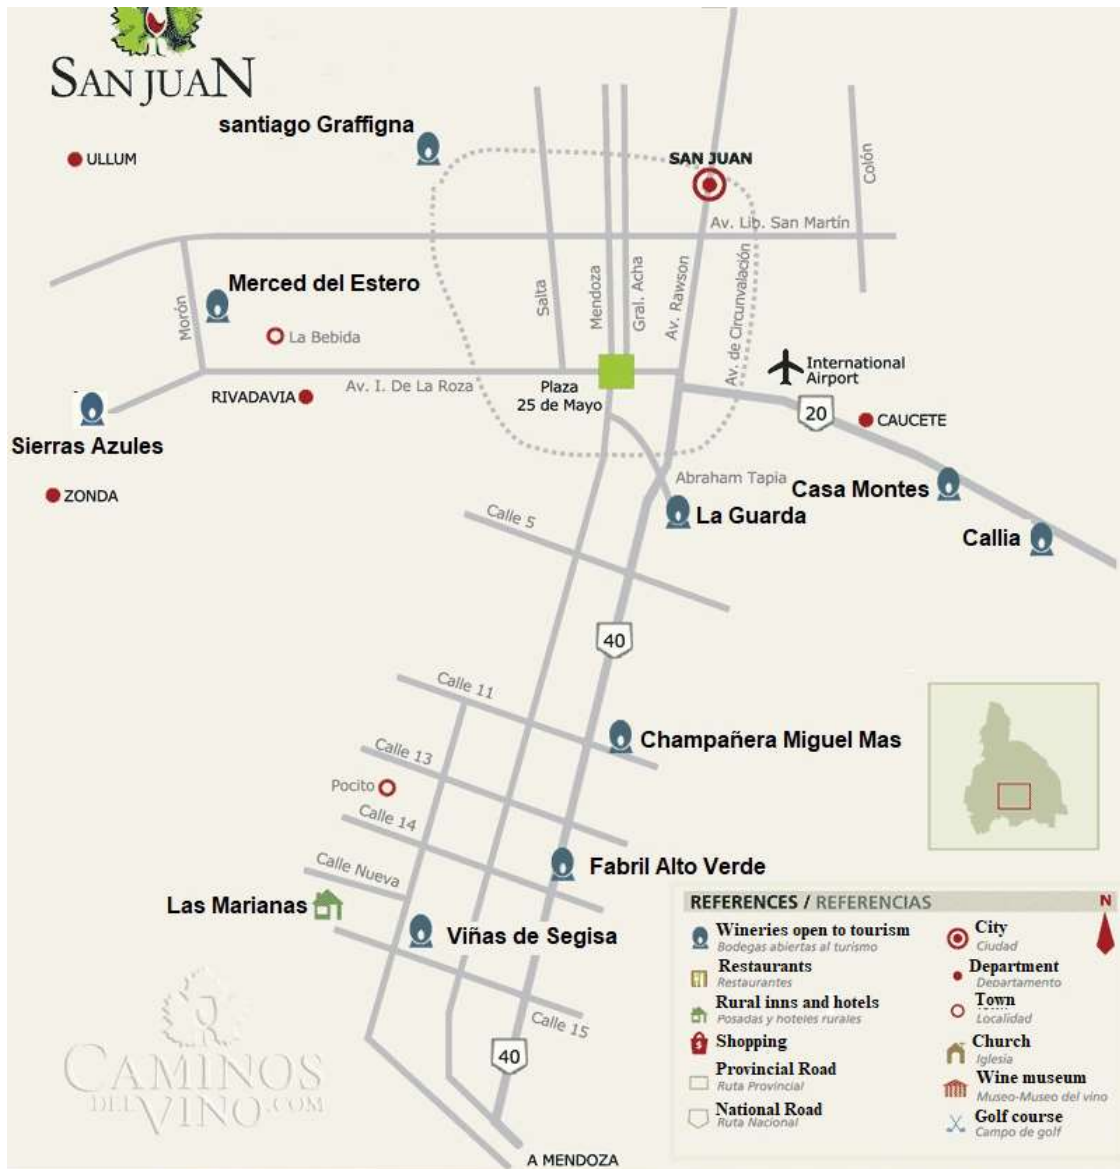 SAN JUAN
santiago Graffigna
ULLUM
SAN JUAN
Colón
Av. Lib. San Martín
Merced del Estero
Morón
La Bebida
Salta
Mendoza
Gral. Acha
Av. Rawson
Av. de Circunvalación
International
Airport
Av. I. De La Roza
RIVADAVIA
Plaza
25 de Mayo
20
CAUCETE
Sierras Azules
ZONDA
Abraham Tapia
Casa Montes
La Guarda
Calle 5
Callia
40
Calle 11
Champañera Miguel Mas
Calle 13
Pocito
Calle 14
Calle Nueva
Fabril Alto Verde
Las Marianas
Viñas de Segisa
Calle 15
40
A MENDOZA
CAMINOS
DEL VINO.COM
REFERENCES / REFERENCIAS
N
Wineries open to tourism
Bodegas abiertas al turismo
Restaurants
Restaurantes
Rural inns and hotels
Posadas y hoteles rurales
Shopping
Provincial Road
Ruta Provincial
National Road
Ruta Nacional
City
Ciudad
Department
Departamento
Town
Localidad
Church
Iglesia
Wine museum
Museo-Museo del vino
Golf course
Campo de golf